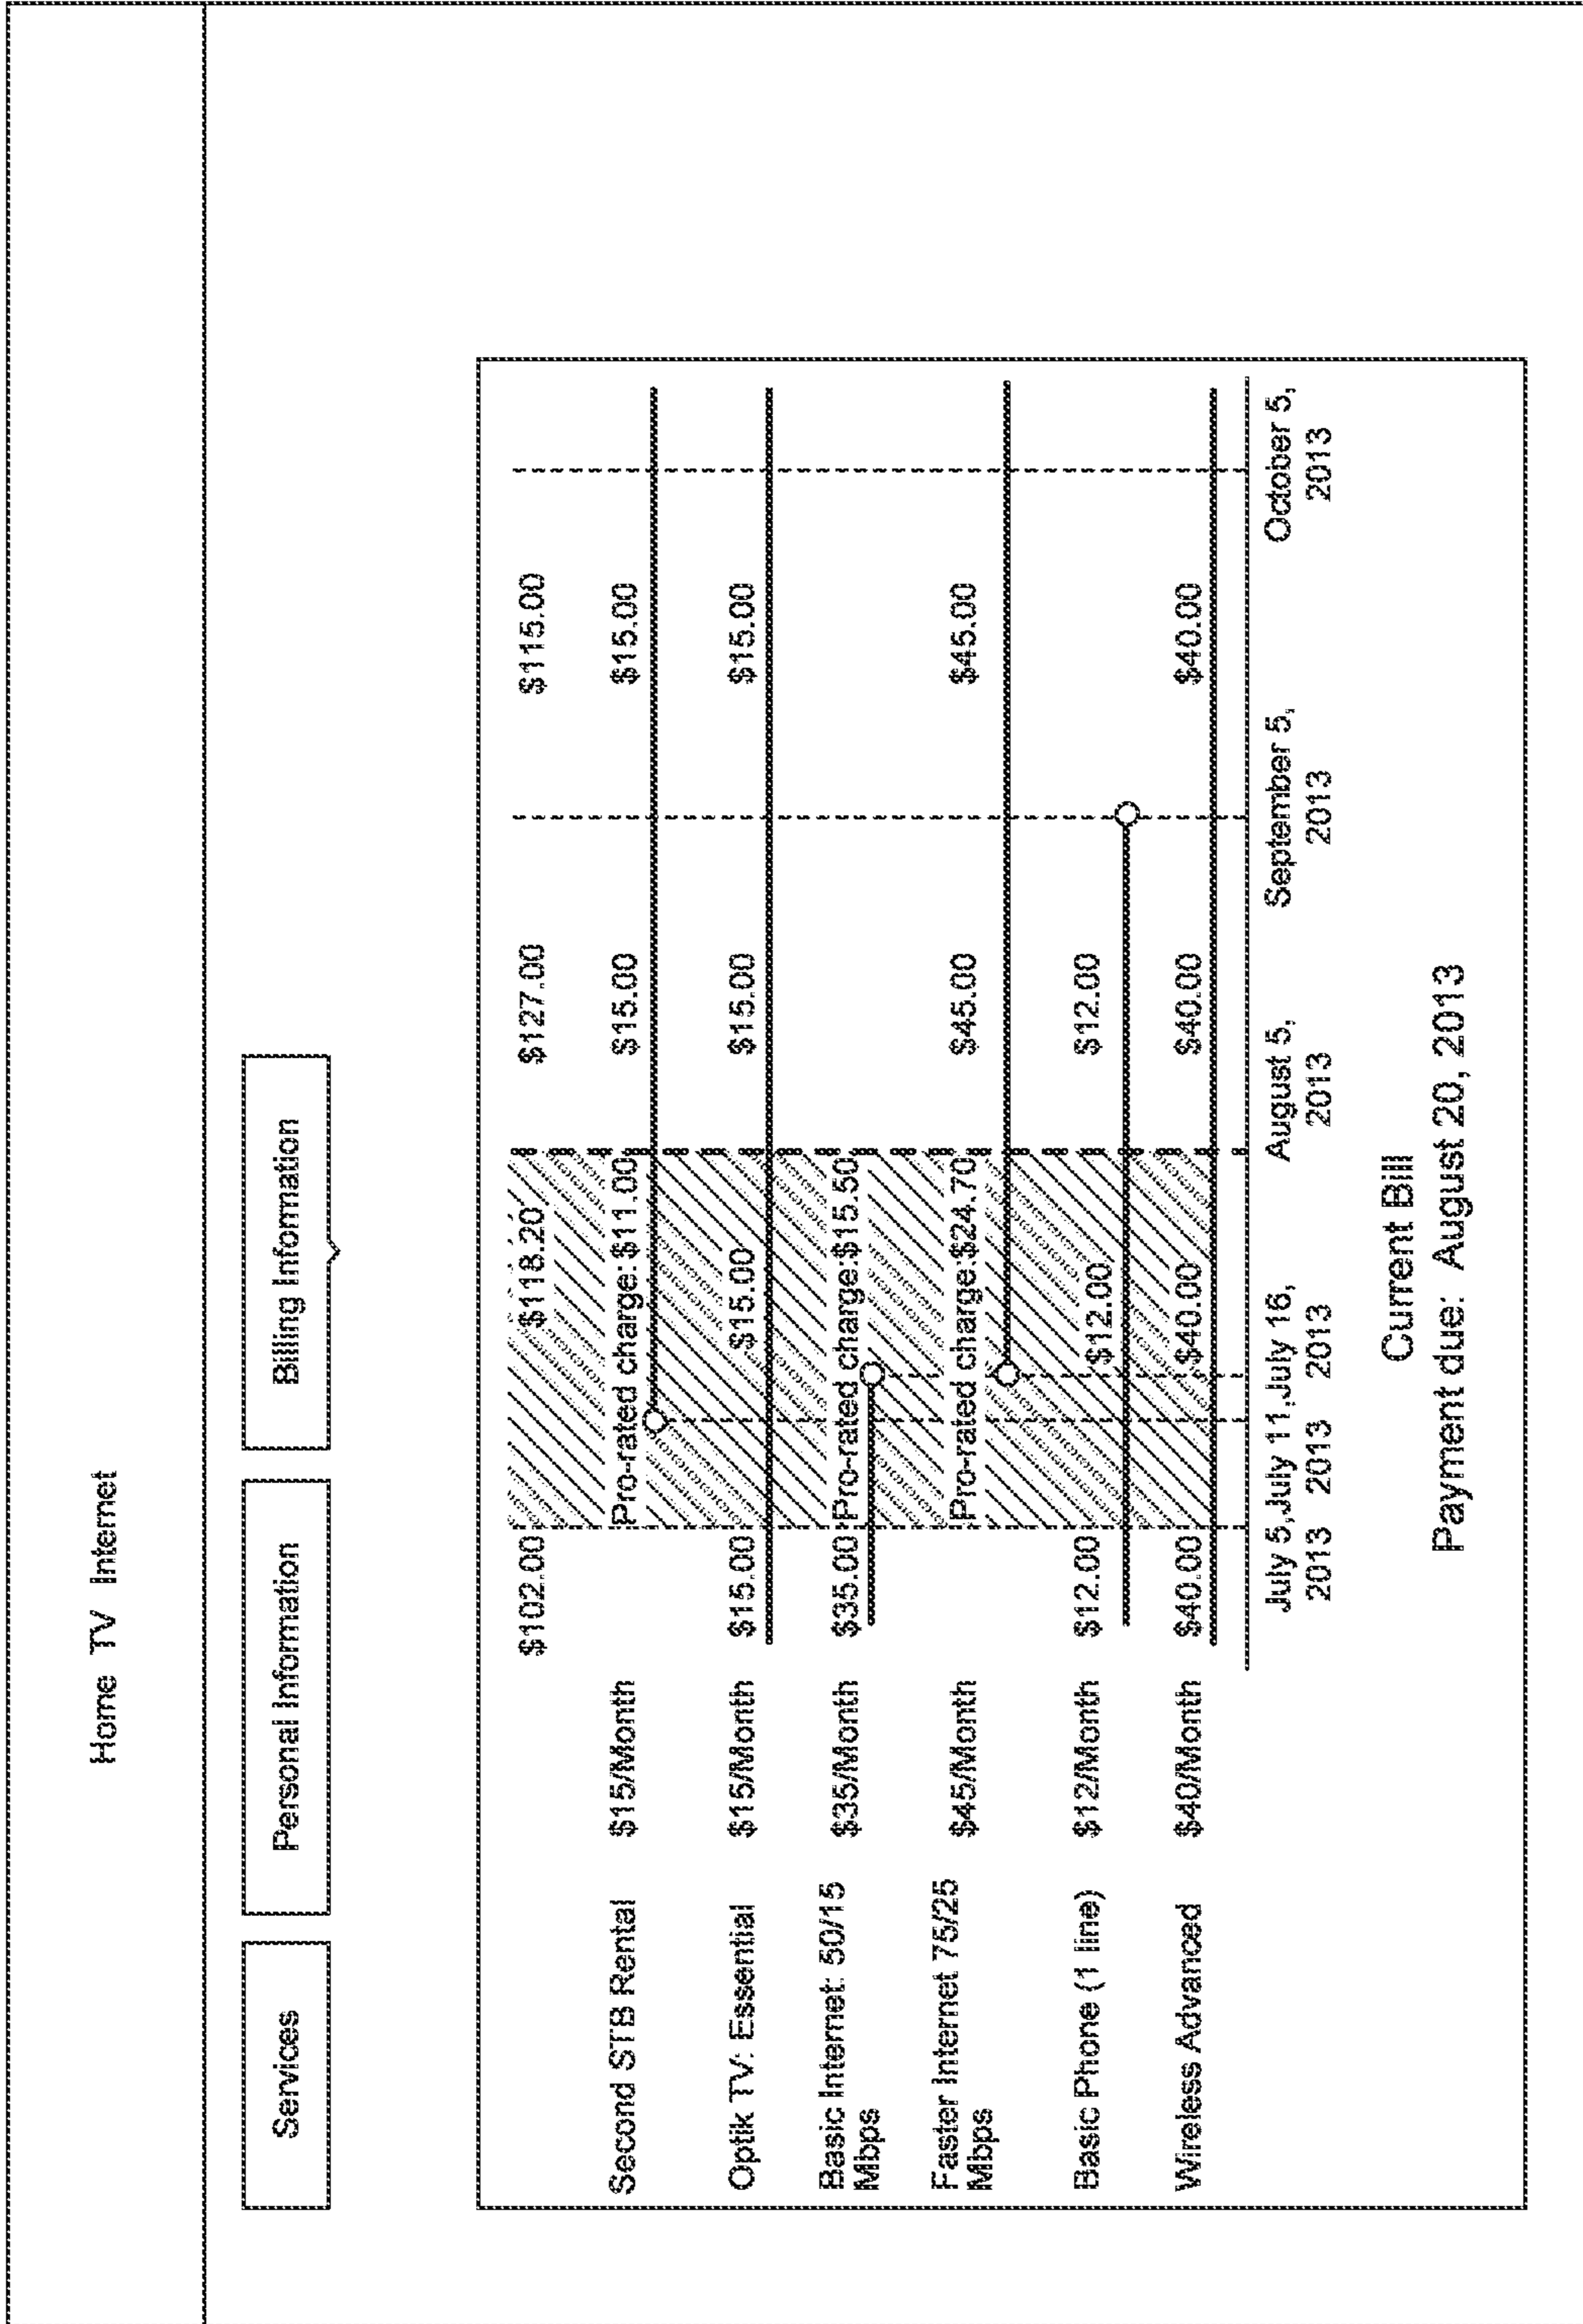 Home TV Internet
Services
Personal Information
Billing Information
$102.00
$118.20
$127.00
$115.00
Second STB Rental $15/Month Pro-rated charge:$11.00 $15.00 $15.00
Optik TV: Essential $15/Month $15.00 $15.00 $15.00 $15.00
Basic Internet: 50/15 $35/Month $35.00 Pro-rated charge:$15.50
Mbps
Faster Internet 75/25 $45/Month Pro-rated charge:$24.70 $45.00 $45.00
Mbps
Basic Phone (1 line) $12/Month $12.00 $12.00 $12.00
Wireless Advanced $40/Month $40.00 $40.00 $40.00 $40.00
July 5, July 11, July 16, August 5, September 5, October 5,
2013 2013 2013 2013 2013 2013
Current Bill
Payment due: August 20, 2013